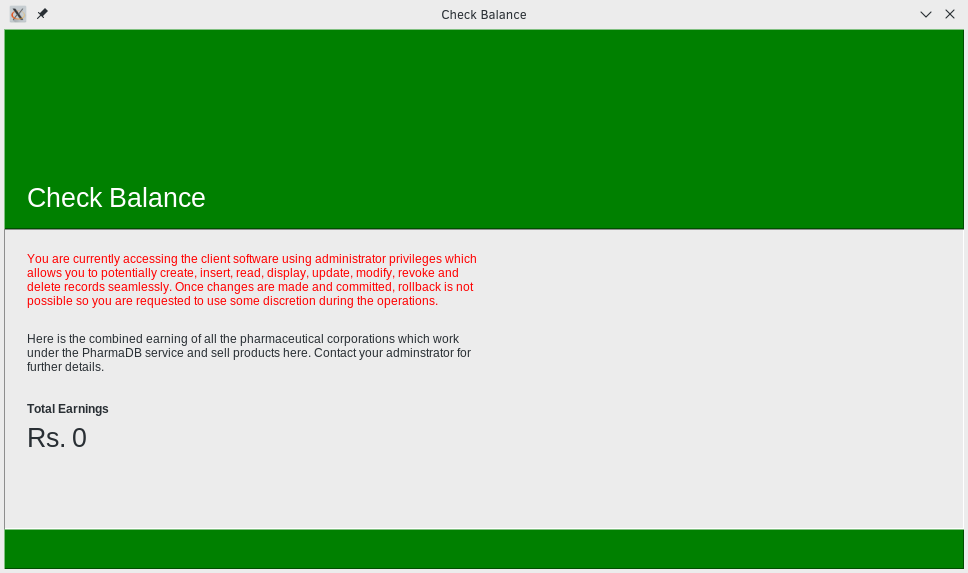 Check Balance
Check Balance
You are currently accessing the client software using administrator privileges which
allows you to potentially create, insert, read, display, update, modify, revoke and
delete records seamlessly. Once changes are made and committed, rollback is not
possible so you are requested to use some discretion during the operations.
Here is the combined earning of all the pharmaceutical corporations which work
under the PharmaDB service and sell products here. Contact your adminstrator for
further details.
Total Earnings
Rs. 0